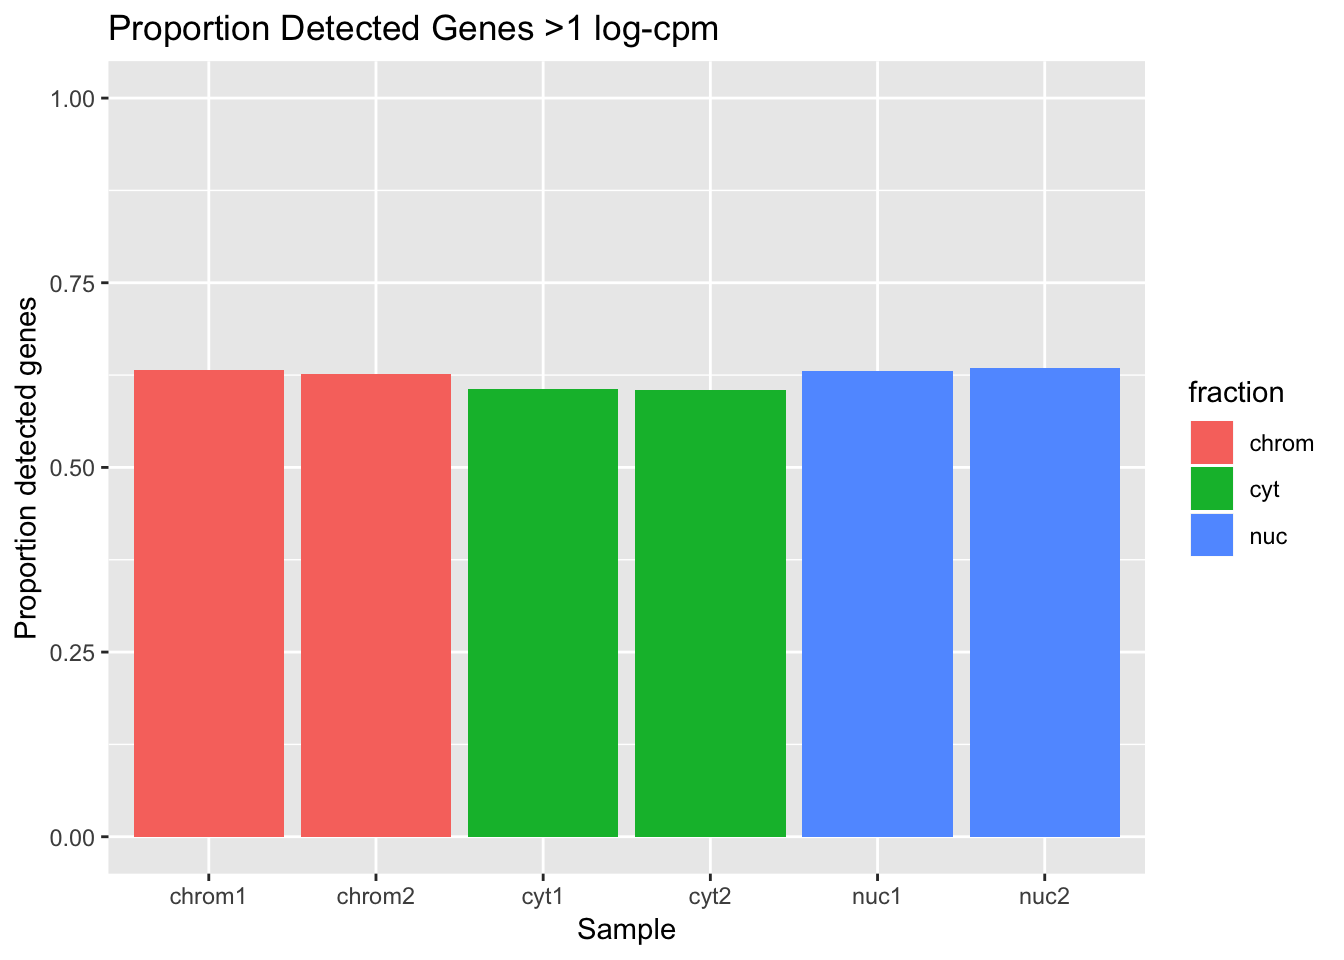 Proportion Detected Genes >1 log-cpm
Proportion detected genes
1.00
0.75
0.50
0.25
0.00
chrom1 chrom2 cyt1 cyt2 nuc1 nuc2
Sample
fraction
chrom
cyt
nuc